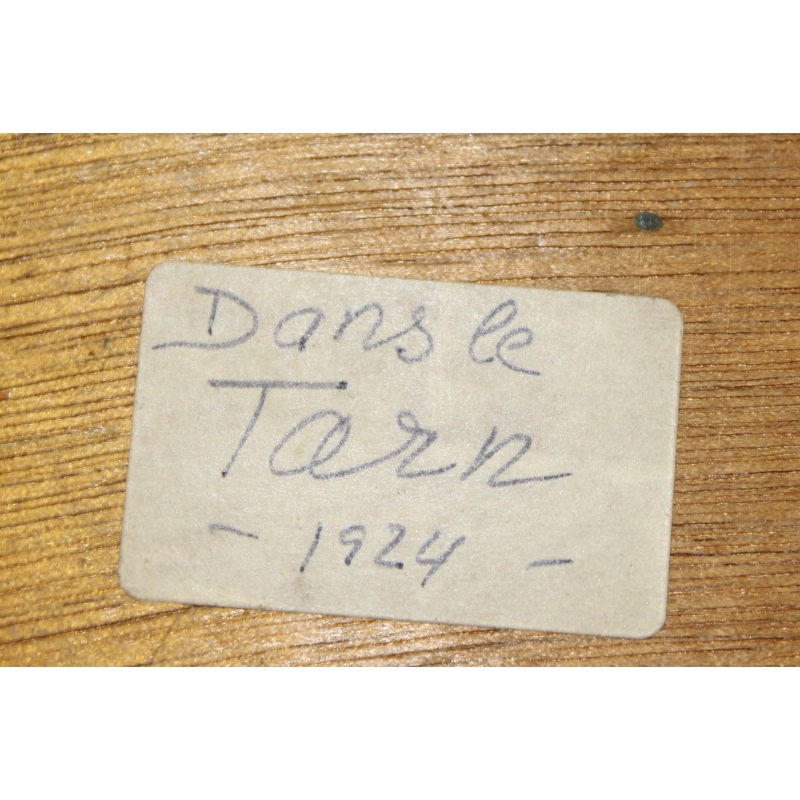 Dans le
Tarn
- 1924 -